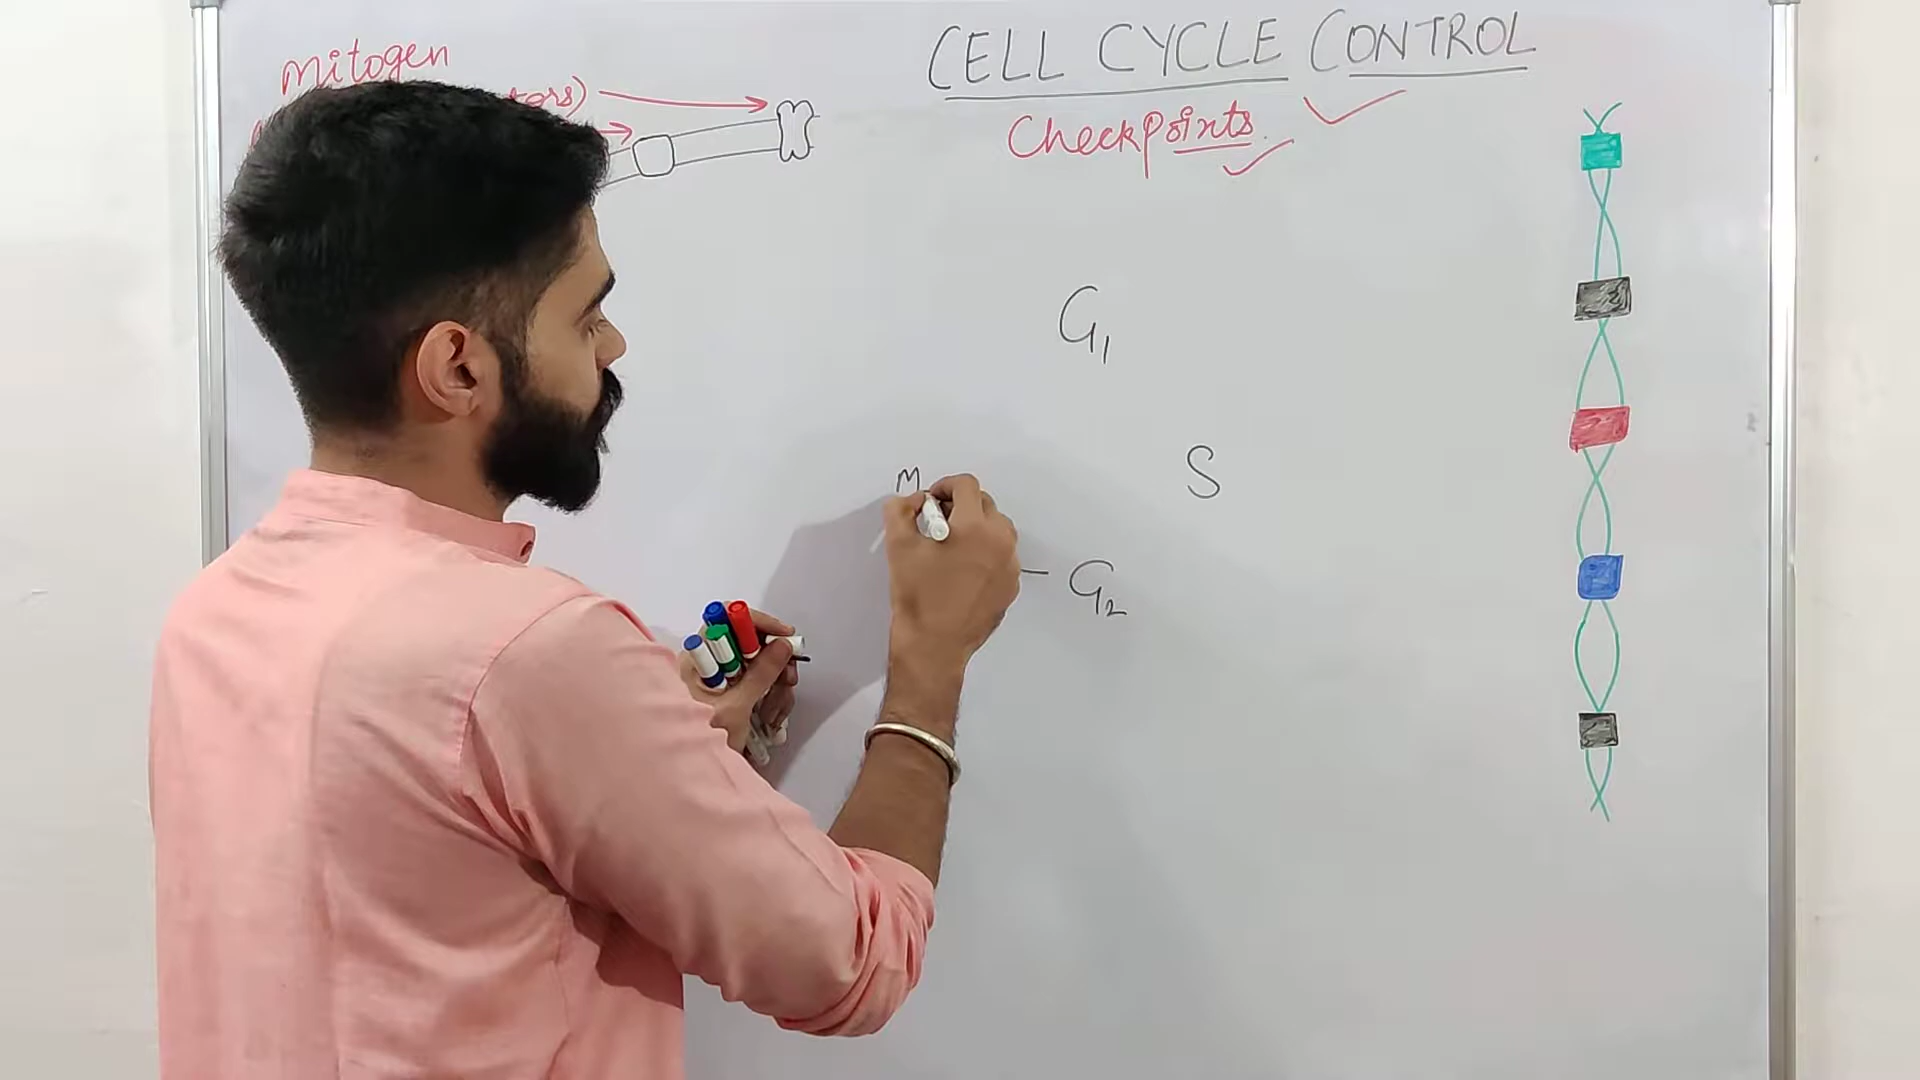 Mitogen
CELL CYCLE CONTROL
Checkpoints.
G1
M
S
G2